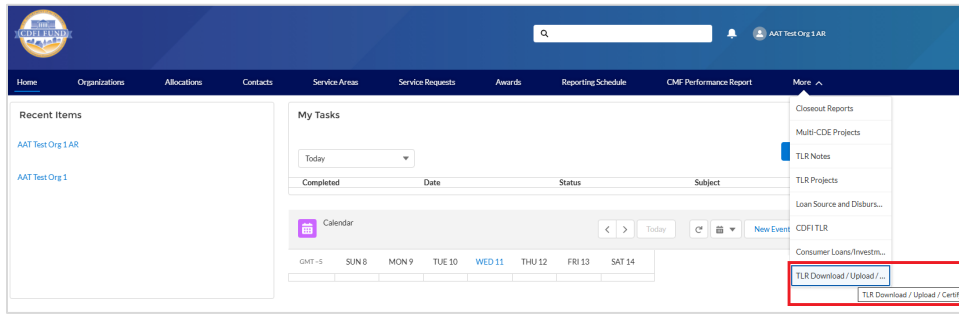 THE
CDFI FUND
AAT Test Org 1 AR
Home Organizations Allocations Contacts Service Areas Service Requests Awards Reporting Schedule CMF Performance Report More
Recent Items
AAT Test Org 1 AR
AAT Test Org 1
My Tasks
Today
Completed Date Status Subject
Calendar
Today
New Event
GMT -5 SUN 8 MON 9 TUE 10 WED 11 THU 12 FRI 13 SAT 14
Closeout Reports
Multi-CDE Projects
TLR Notes
TLR Projects
Loan Source and Disburs...
CDFI TLR
Consumer Loans/Investm...
TLR Download / Upload / ...
TLR Download / Upload / Certif